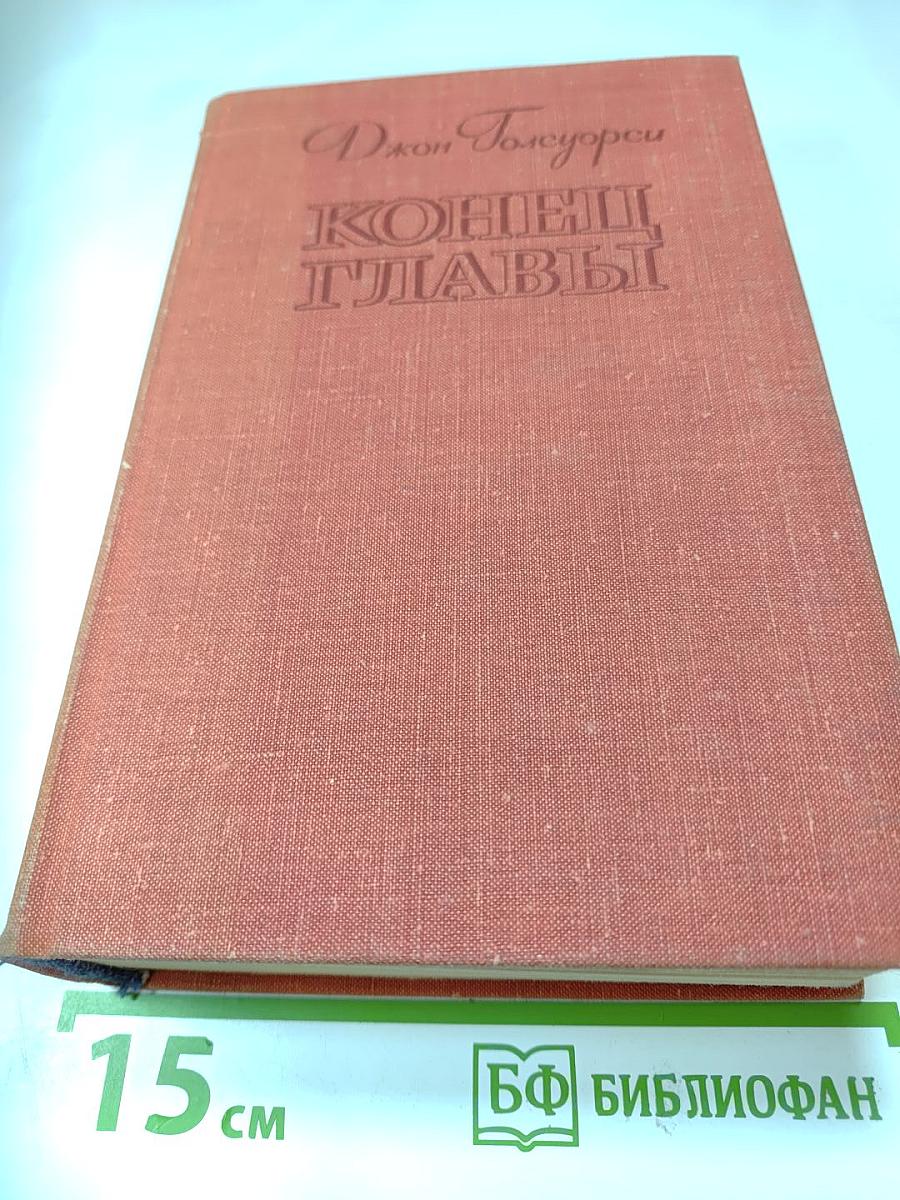 Джон Голсуорси
КОНЕЦ
ГЛАВЫ
15 см
БФ БИБЛИОФАН